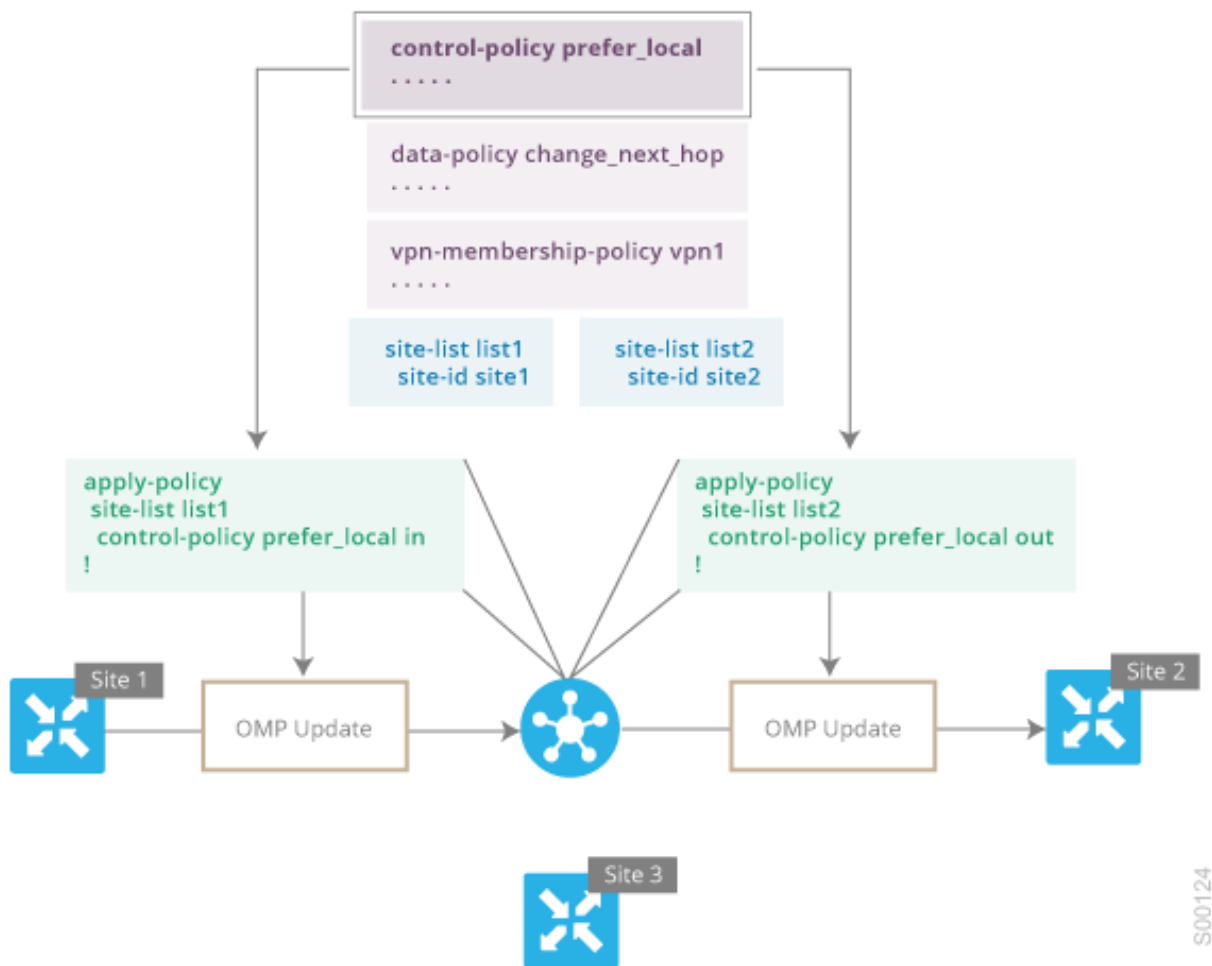 control-policy prefer_local
. . . . .
data-policy change_next_hop
. . . . .
vpn-membership-policy vpn1
. . . . .
site-list list1
site-id site1
site-list list2
site-id site2
apply-policy
site-list list1
control-policy prefer_local in
!
apply-policy
site-list list2
control-policy prefer_local out
!
Site 1
OMP Update
OMP Update
Site 2
Site 3
S00124